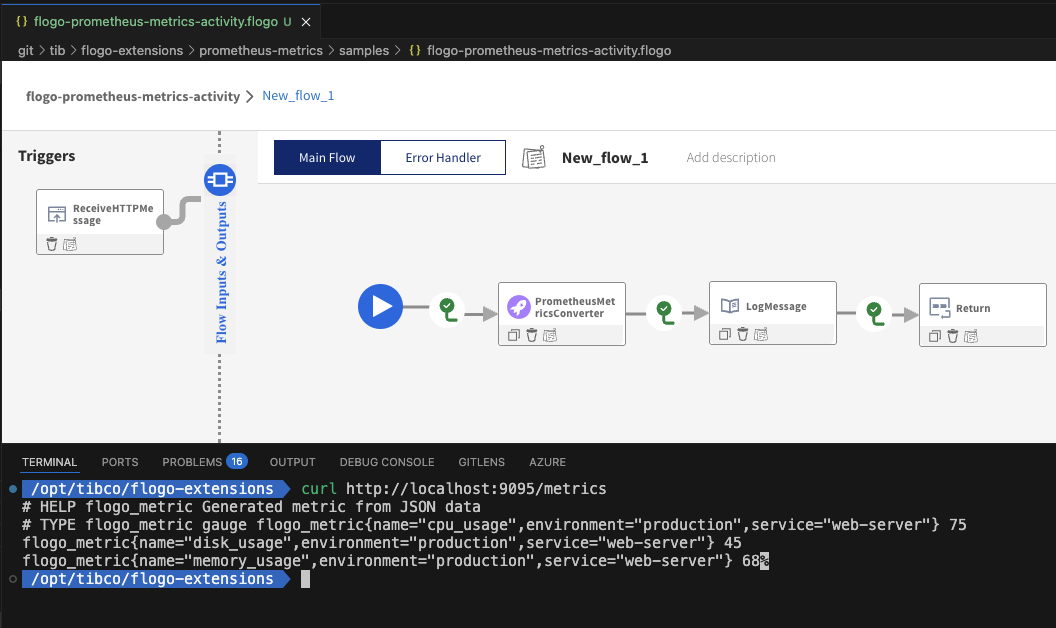 {} flogo-prometheus-metrics-activity.flogo U ×
git > tib > flogo-extensions > prometheus-metrics > samples > {} flogo-prometheus-metrics-activity.flogo
flogo-prometheus-metrics-activity > New_flow_1
Triggers
ReceiveHTTPMe
ssage
Flow Inputs & Outputs
Main Flow
Error Handler
New_flow_1
Add description
PrometheusMet
ricsConverter
LogMessage
Return
TERMINAL PORTS PROBLEMS 16 OUTPUT DEBUG CONSOLE GITLENS AZURE
/opt/tibco/flogo-extensions curl http://localhost:9095/metrics
# HELP flogo_metric Generated metric from JSON data
# TYPE flogo_metric gauge flogo_metric{name="cpu_usage",environment="production",service="web-server"} 75
flogo_metric{name="disk_usage",environment="production",service="web-server"} 45
flogo_metric{name="memory_usage",environment="production",service="web-server"} 68%
/opt/tibco/flogo-extensions